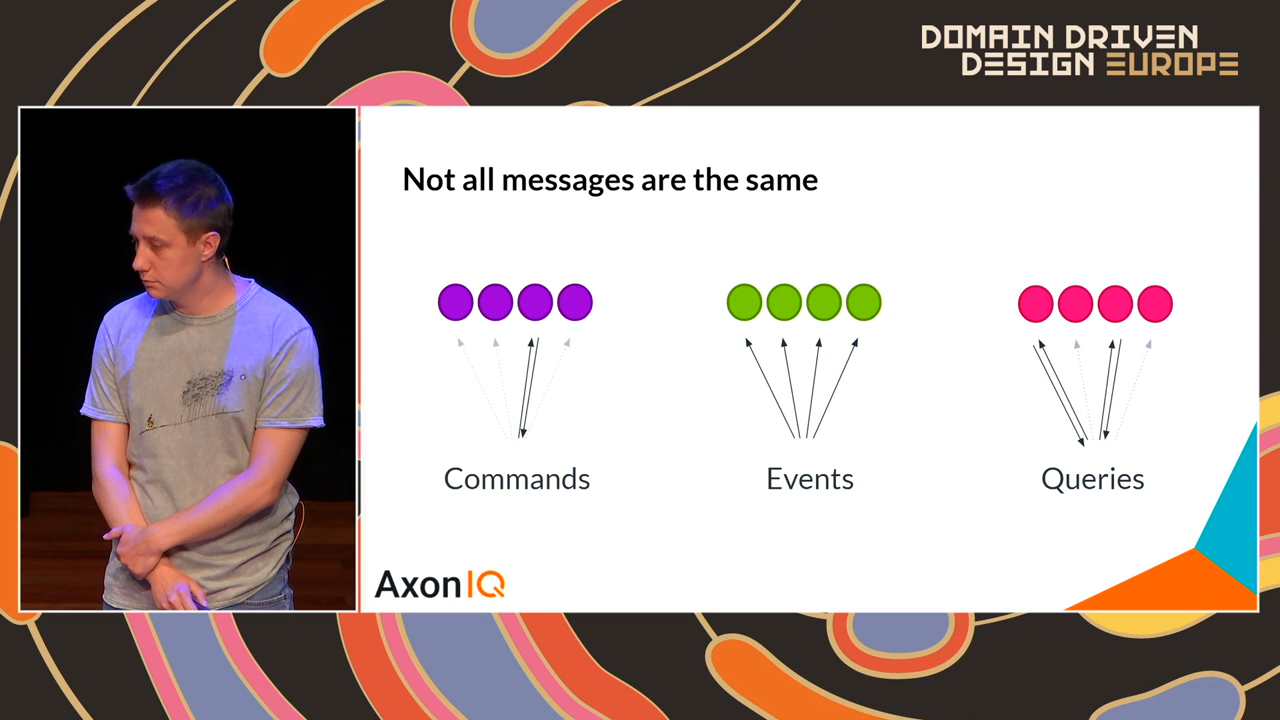 DOMAIN DRIVEN
DESIGN EUROPE
Not all messages are the same
Commands
Events
Queries
AxonIQ